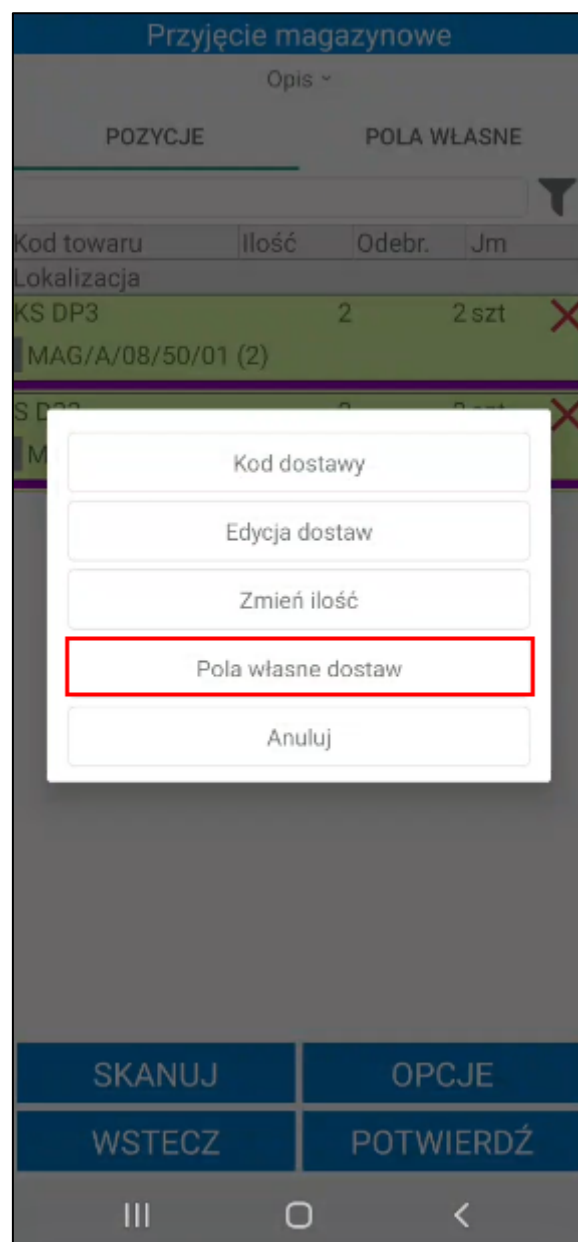 Przyjęcie magazynowe
Opis
POZYCJE POLA WŁASNE
Kod towaru Ilość Odebr. Jm
Lokalizacja
KS DP3 2 2 szt
MAG/A/08/50/01 (2)
Kod dostawy
Edycja dostaw
Zmień ilość
Pola własne dostaw
Anuluj
SKANUJ OPCJE
WSTECZ POTWIERDŹ